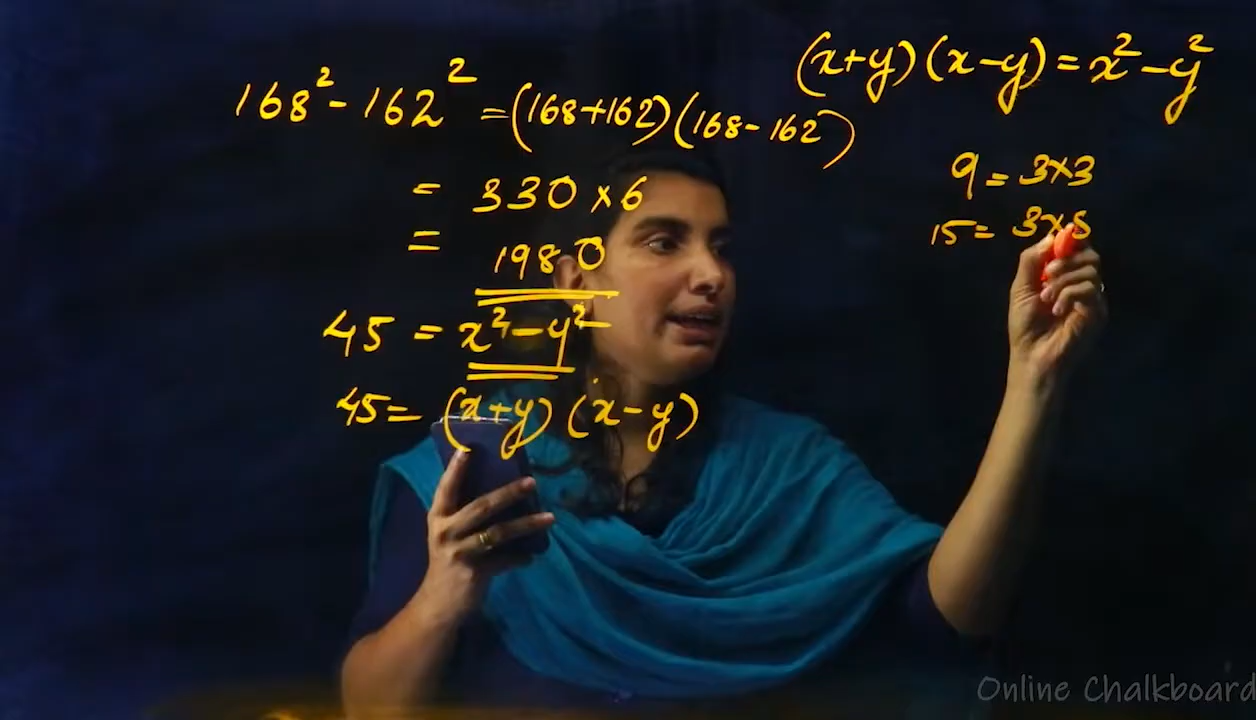 (x+y)(x-y)=x²-y²
168²-162² =(168+162)(168-162)
= 330×6
= 1980
45 = x²-y²
45= (x+y)(x-y)
9=3×3
15= 3×5
Online Chalkboard